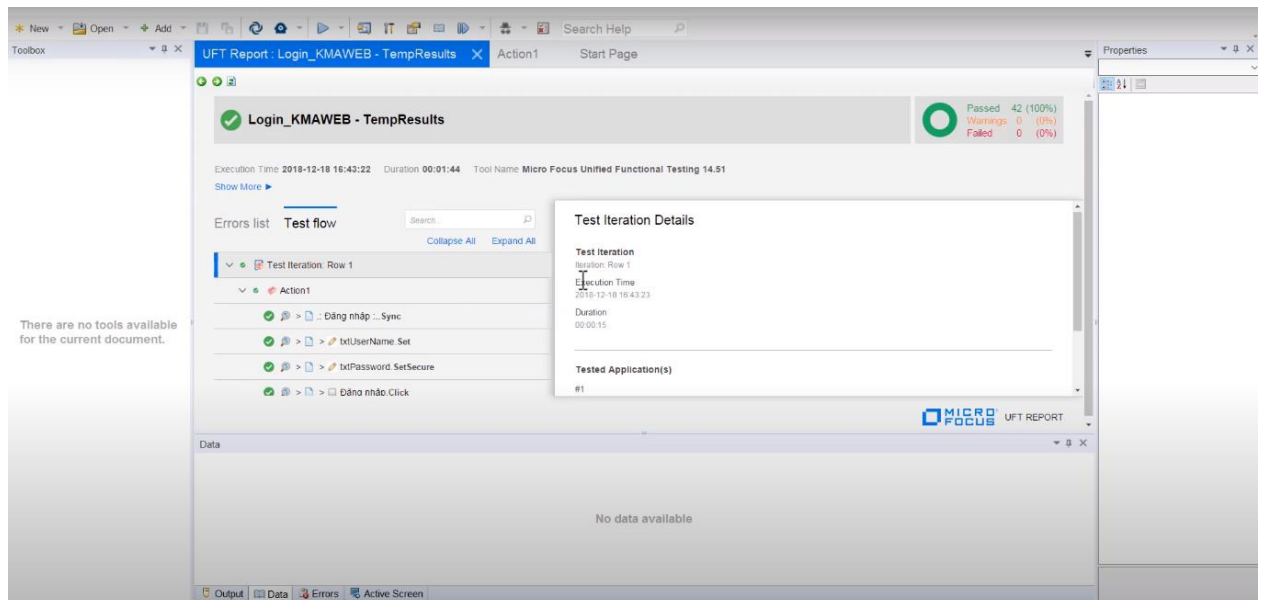 New Open Add Search Help
Toolbox
UFT Report : Login_KMAWEB - TempResults Action1 Start Page
Properties
Login_KMAWEB - TempResults
Passed 42 (100%)
Warnings 0 (0%)
Failed 0 (0%)
Execution Time 2018-12-18 16:43:22 Duration 00:01:44 Tool Name Micro Focus Unified Functional Testing 14.51
Show More
Errors list Test flow Search...
Collapse All Expand All
Test Iteration: Row 1
Action1
.: Đăng nhập :..Sync
> > txtUserName.Set
> > txtPassword.SetSecure
> > Đăng nhập.Click
Test Iteration Details
Test Iteration
Iteration: Row 1
Execution Time
2018-12-18 16:43:23
Duration
00:00:15
Tested Application(s)
#1
There are no tools available
for the current document.
MICRO
FOCUS UFT REPORT
Data
No data available
Output Data Errors Active Screen